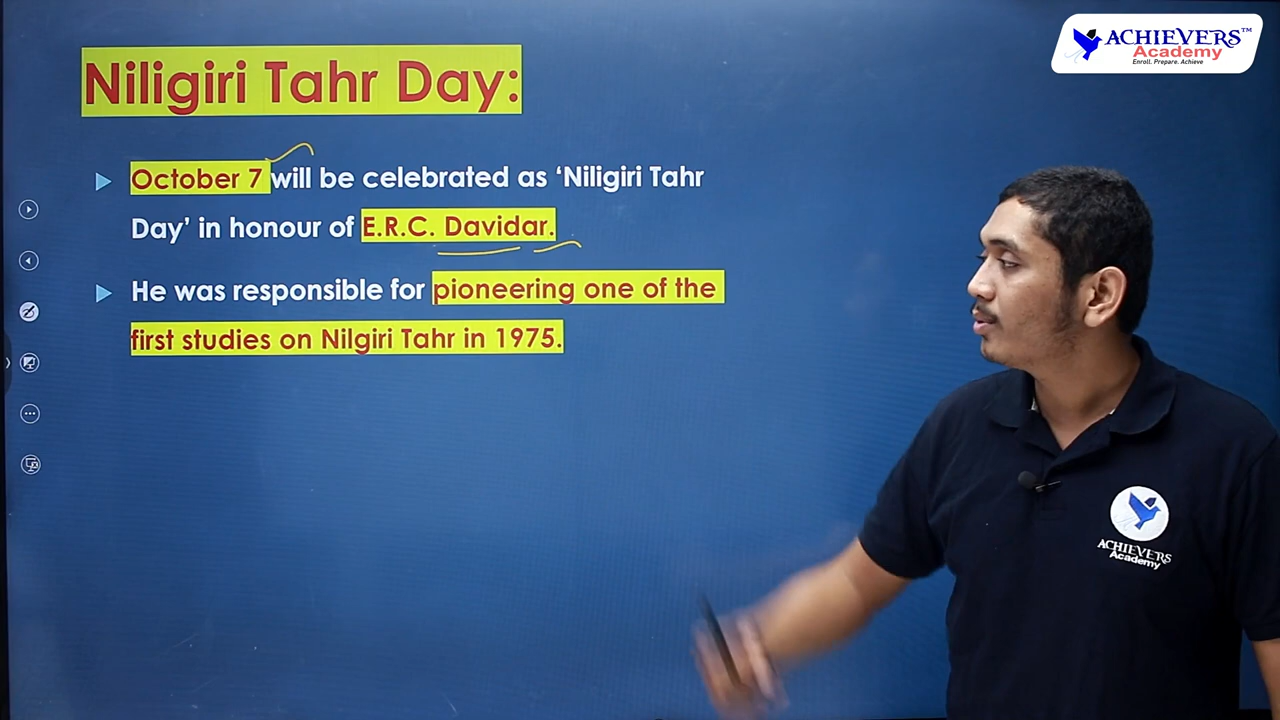 ACHIEVERS™
Academy
Enroll. Prepare. Achieve
Niligiri Tahr Day:
October 7 will be celebrated as ‘Niligiri Tahr
Day’ in honour of E.R.C. Davidar.
He was responsible for pioneering one of the
first studies on Nilgiri Tahr in 1975.
ACHIEVERS
Academy